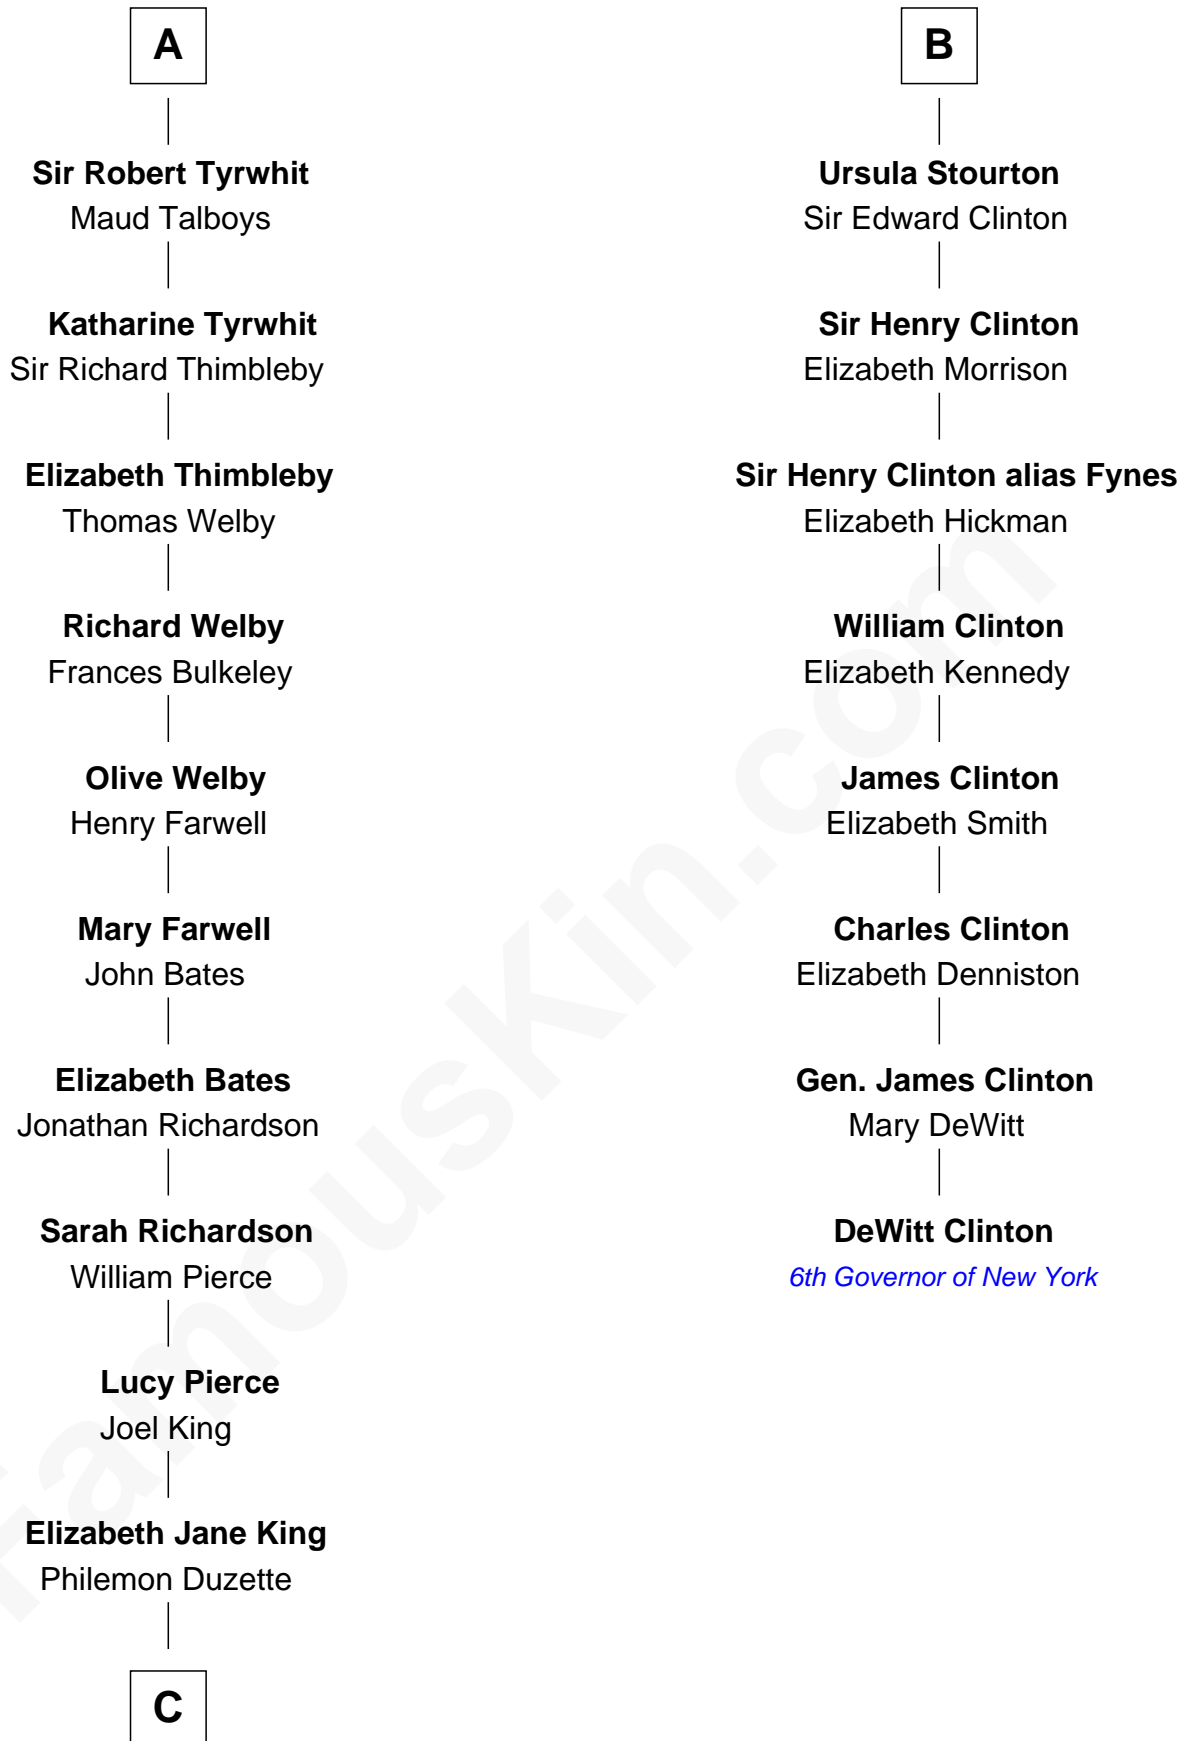 A
Sir Robert Tyrwhit
Maud Talboys
Katharine Tyrwhit
Sir Richard Thimbleby
Elizabeth Thimbleby
Thomas Welby
Richard Welby
Frances Bulkeley
Olive Welby
Henry Farwell
Mary Farwell
John Bates
Elizabeth Bates
Jonathan Richardson
Sarah Richardson
William Pierce
Lucy Pierce
Joel King
Elizabeth Jane King
Philemon Duzette
C
B
Ursula Stourton
Sir Edward Clinton
Sir Henry Clinton
Elizabeth Morrison
Sir Henry Clinton alias Fynes
Elizabeth Hickman
William Clinton
Elizabeth Kennedy
James Clinton
Elizabeth Smith
Charles Clinton
Elizabeth Denniston
Gen. James Clinton
Mary DeWitt
DeWitt Clinton
6th Governor of New York
FamousKin.com